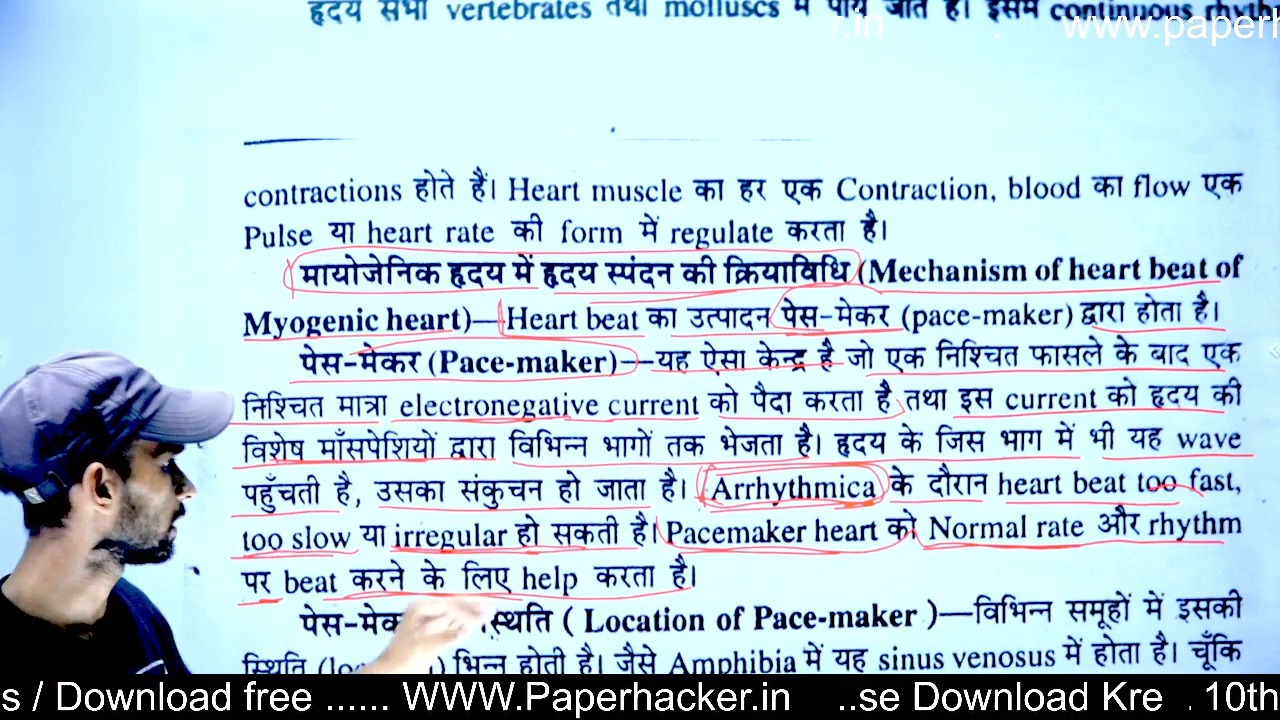 हृदय सभी vertebrates तथा molluscs में पाये जाते हैं। इसमें continuous rhyth
r.in www.paperh
contractions होते हैं। Heart muscle का हर एक Contraction, blood का flow एक
Pulse या heart rate की form में regulate करता है।
मायोजेनिक हृदय में हृदय स्पंदन की क्रियाविधि (Mechanism of heart beat of
Myogenic heart)—Heart beat का उत्पादन पेस-मेकर (pace-maker) द्वारा होता है।
पेस-मेकर (Pace-maker)—यह ऐसा केन्द्र है जो एक निश्चित फासले के बाद एक
निश्चित मात्रा electronegative current को पैदा करता है, तथा इस current को हृदय की
विशेष माँसपेशियों द्वारा विभिन्न भागों तक भेजता है। हृदय के जिस भाग में भी यह wave
पहुँचती है, उसका संकुचन हो जाता है। Arrhythmica के दौरान heart beat too fast,
too slow या irregular हो सकती है। Pacemaker heart को Normal rate और rhythm
पर beat करने के लिए help करता है।
पेस-मेक स्थिति ( Location of Pace-maker )—विभिन्न समूहों में इसकी
स्थिति (lo ) भिन्न होती है। जैसे Amphibia में यह sinus venosus में होता है। चूँकि
s / Download free ...... WWW.Paperhacker.in ..se Download Kre . 10th